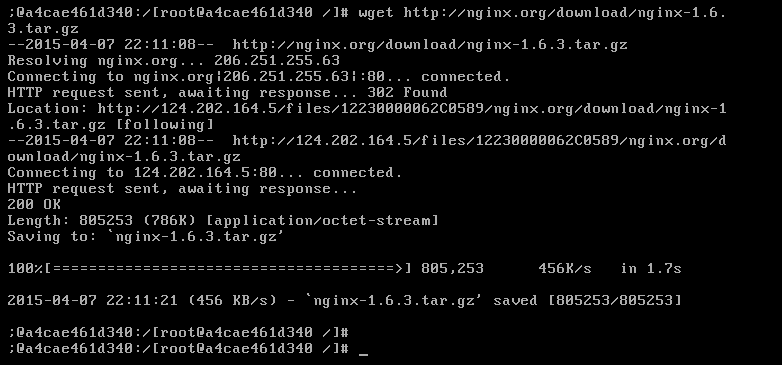 ;@a4cae461d340:/[root@a4cae461d340 /]# wget http://nginx.org/download/nginx-1.6.
3.tar.gz
--2015-04-07 22:11:08--  http://nginx.org/download/nginx-1.6.3.tar.gz
Resolving nginx.org... 206.251.255.63
Connecting to nginx.org|206.251.255.63|:80... connected.
HTTP request sent, awaiting response... 302 Found
Location: http://124.202.164.5/files/12230000062C0589/nginx.org/download/nginx-1
.6.3.tar.gz [following]
--2015-04-07 22:11:08--  http://124.202.164.5/files/12230000062C0589/nginx.org/d
ownload/nginx-1.6.3.tar.gz
Connecting to 124.202.164.5:80... connected.
HTTP request sent, awaiting response...
200 OK
Length: 805253 (786K) [application/octet-stream]
Saving to: `nginx-1.6.3.tar.gz'
100%[======================================>] 805,253      456K/s   in 1.7s
2015-04-07 22:11:21 (456 KB/s) - `nginx-1.6.3.tar.gz' saved [805253/805253]
;@a4cae461d340:/[root@a4cae461d340 /]#
;@a4cae461d340:/[root@a4cae461d340 /]# _